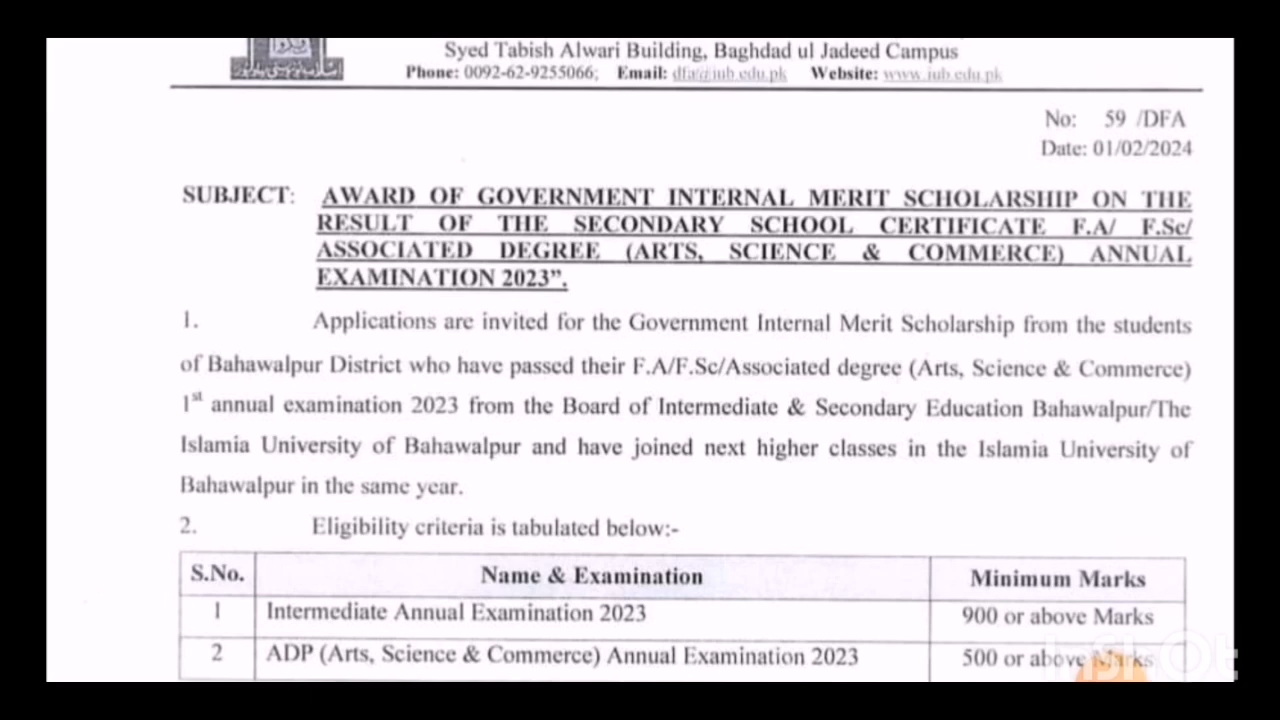 Syed Tabish Alwari Building, Baghdad ul Jadeed Campus
Phone: 0092-62-9255066; Email: dfa@iub.edu.pk Website: www.iub.edu.pk
No: 59 /DFA
Date: 01/02/2024
SUBJECT: AWARD OF GOVERNMENT INTERNAL MERIT SCHOLARSHIP ON THE
RESULT OF THE SECONDARY SCHOOL CERTIFICATE F.A/ F.Sc/
ASSOCIATED DEGREE (ARTS, SCIENCE & COMMERCE) ANNUAL
EXAMINATION 2023”.
1. Applications are invited for the Government Internal Merit Scholarship from the students
of Bahawalpur District who have passed their F.A/F.Sc/Associated degree (Arts, Science & Commerce)
1st annual examination 2023 from the Board of Intermediate & Secondary Education Bahawalpur/The
Islamia University of Bahawalpur and have joined next higher classes in the Islamia University of
Bahawalpur in the same year.
2. Eligibility criteria is tabulated below:-
S.No. Name & Examination Minimum Marks
1 Intermediate Annual Examination 2023 900 or above Marks
2 ADP (Arts, Science & Commerce) Annual Examination 2023 500 or above Marks